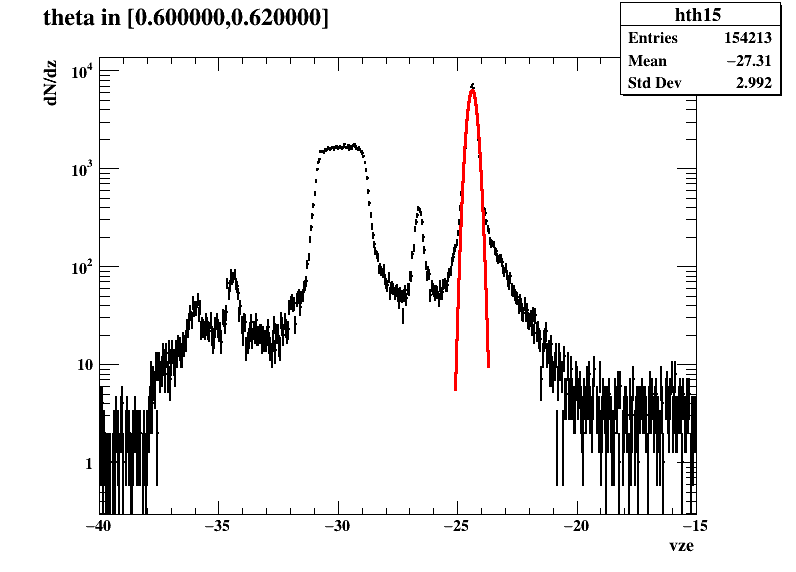 theta in [0.600000,0.620000]
hth15
Entries 154213
Mean −27.31
Std Dev 2.992
dN/dz
10⁴
10³
10²
10
1
−40 −35 −30 −25 −20 −15
vze